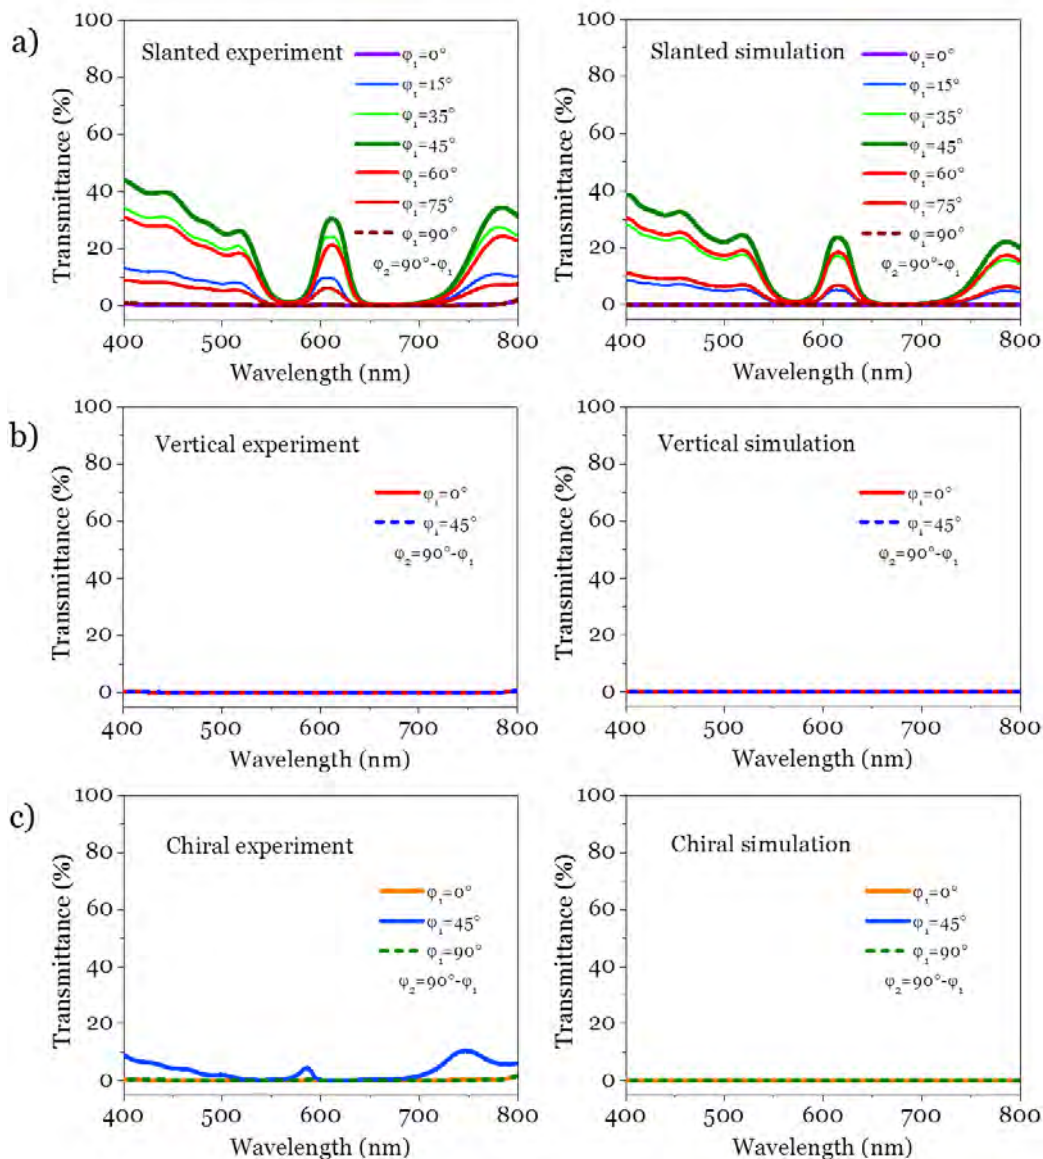 a)
Slanted experiment
φ₁=0°
φ₁=15°
φ₁=35°
φ₁=45°
φ₁=60°
φ₁=75°
φ₁=90°
φ₂=90°-φ₁
Transmittance (%)
100
80
60
40
20
0
400 500 600 700 800
Wavelength (nm)
Slanted simulation
φ₁=0°
φ₁=15°
φ₁=35°
φ₁=45°
φ₁=60°
φ₁=75°
φ₁=90°
φ₂=90°-φ₁
Transmittance (%)
100
80
60
40
20
0
400 500 600 700 800
Wavelength (nm)
b)
Vertical experiment
φ₁=0°
φ₁=45°
φ₂=90°-φ₁
Transmittance (%)
100
80
60
40
20
0
400 500 600 700 800
Wavelength (nm)
Vertical simulation
φ₁=0°
φ₁=45°
φ₂=90°-φ₁
Transmittance (%)
100
80
60
40
20
0
400 500 600 700 800
Wavelength (nm)
c)
Chiral experiment
φ₁=0°
φ₁=45°
φ₁=90°
φ₂=90°-φ₁
Transmittance (%)
100
80
60
40
20
0
400 500 600 700 800
Wavelength (nm)
Chiral simulation
φ₁=0°
φ₁=45°
φ₁=90°
φ₂=90°-φ₁
Transmittance (%)
100
80
60
40
20
0
400 500 600 700 800
Wavelength (nm)